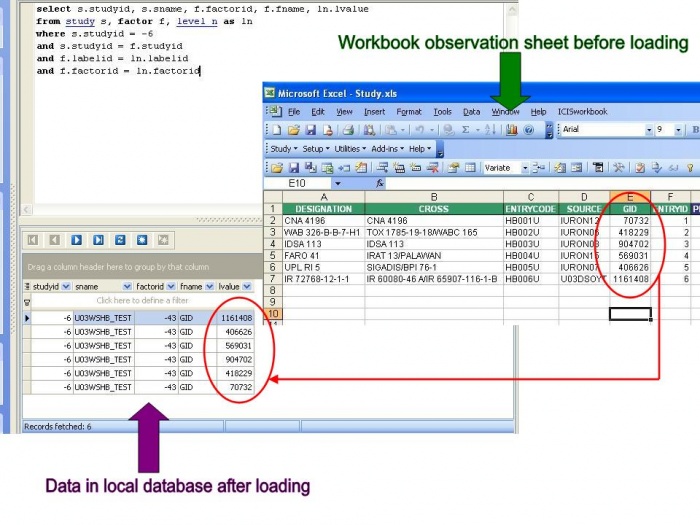 select s.studyid, s.sname, f.factorid, f.fname, ln.lvalue
from study s, factor f, level n as ln
where s.studyid = -6
and s.studyid = f.studyid
and f.labelid = ln.labelid
and f.factorid = ln.factorid
Workbook observation sheet before loading
Microsoft Excel - Study.xls
File Edit View Insert Format Tools Data Window Help ICISworkbook
Arial 9 B
Study Setup Utilities Add-ins Help
Variate
E10 fx
A B C D E F
1 DESIGNATION CROSS ENTRYCODE SOURCE GID ENTRYID
2 CNA 4196 CNA 4196 HB001U IURON12 70732 1
3 WAB 326-B-B-7-H1 TOX 1785-19-18/WABC 165 HB002U 418229 2
4 IDSA 113 IDSA 113 HB003U 904702 3
5 FARO 41 IRAT 13/PALAWAN HB004U 569031 4
6 UPL RI 5 SIGADIS/BPI 76-1 HB005U 406626 5
7 IR 72768-12-1-1 IR 60080-46 A/IR 65907-116-1-B HB006U U03DSOYT 1161408 6
8
9
10
Drag a column header here to group by that column
studyid sname factorid fname lvalue
Click here to define a filter
-6 U03WSHB_TEST -43 GID 1161408
-6 U03WSHB_TEST -43 GID 406626
-6 U03WSHB_TEST -43 GID 569031
-6 U03WSHB_TEST -43 GID 904702
-6 U03WSHB_TEST -43 GID 418229
-6 U03WSHB_TEST -43 GID 70732
Records fetched: 6
Data in local database after loading